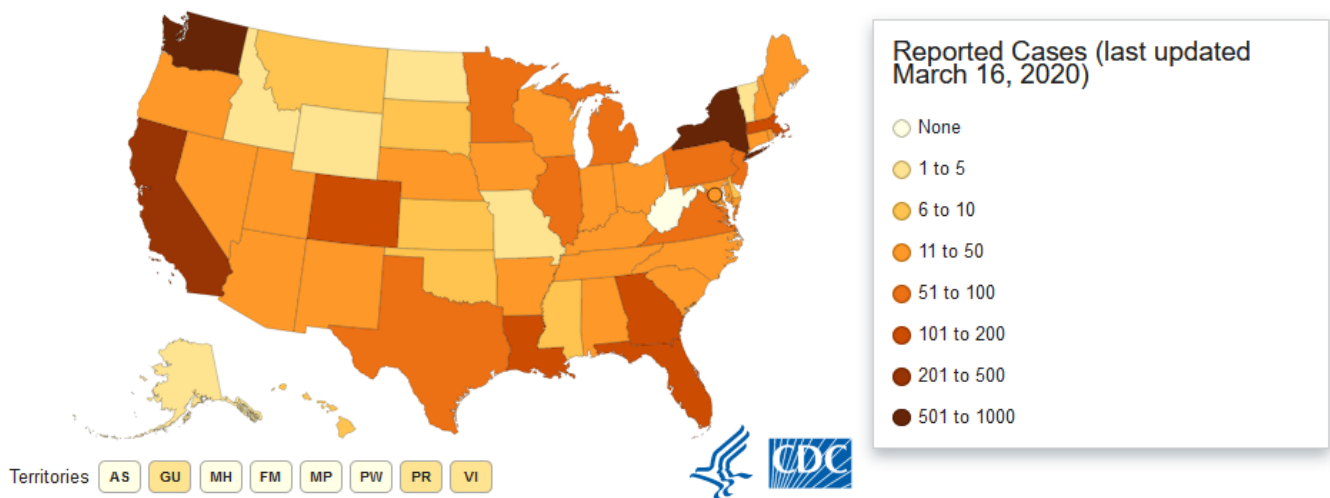 Reported Cases (last updated
March 16, 2020)
None
1 to 5
6 to 10
11 to 50
51 to 100
101 to 200
201 to 500
501 to 1000
Territories AS GU MH FM MP PW PR VI
CDC